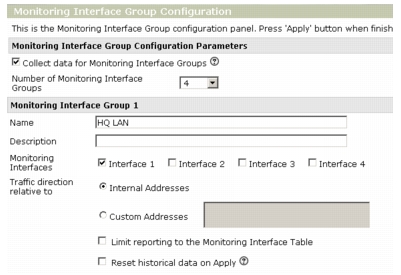 Monitoring Interface Group Configuration
This is the Monitoring Interface Group configuration panel. Press 'Apply' button when finish
Monitoring Interface Group Configuration Parameters
Collect data for Monitoring Interface Groups ?
Number of Monitoring Interface Groups 4
Monitoring Interface Group 1
Name HQ LAN
Description
Monitoring Interfaces Interface 1 Interface 2 Interface 3 Interface 4
Traffic direction relative to Internal Addresses
Custom Addresses
Limit reporting to the Monitoring Interface Table
Reset historical data on Apply ?